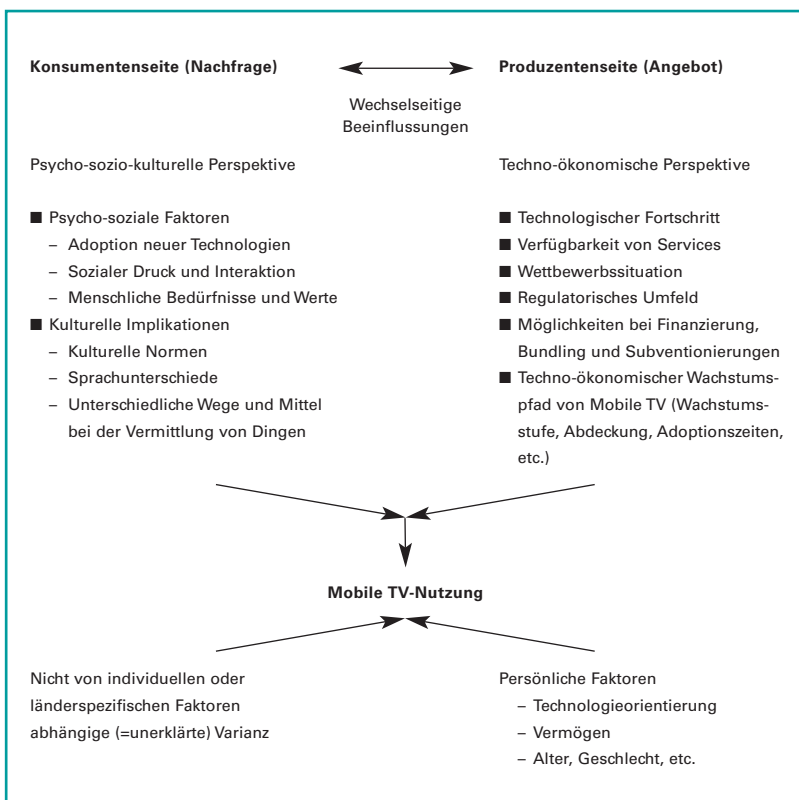 Konsumentenseite (Nachfrage)
Produzentenseite (Angebot)
Wechselseitige
Beeinflussungen
Psycho-sozio-kulturelle Perspektive
■ Psycho-soziale Faktoren
– Adoption neuer Technologien
– Sozialer Druck und Interaktion
– Menschliche Bedürfnisse und Werte
■ Kulturelle Implikationen
– Kulturelle Normen
– Sprachunterschiede
– Unterschiedliche Wege und Mittel
bei der Vermittlung von Dingen
Techno-ökonomische Perspektive
■ Technologischer Fortschritt
■ Verfügbarkeit von Services
■ Wettbewerbssituation
■ Regulatorisches Umfeld
■ Möglichkeiten bei Finanzierung,
Bundling und Subventionierungen
■ Techno-ökonomischer Wachstums-
pfad von Mobile TV (Wachstums-
stufe, Abdeckung, Adoptionszeiten,
etc.)
Mobile TV-Nutzung
Nicht von individuellen oder
länderspezifischen Faktoren
abhängige (=unerklärte) Varianz
Persönliche Faktoren
– Technologieorientierung
– Vermögen
– Alter, Geschlecht, etc.